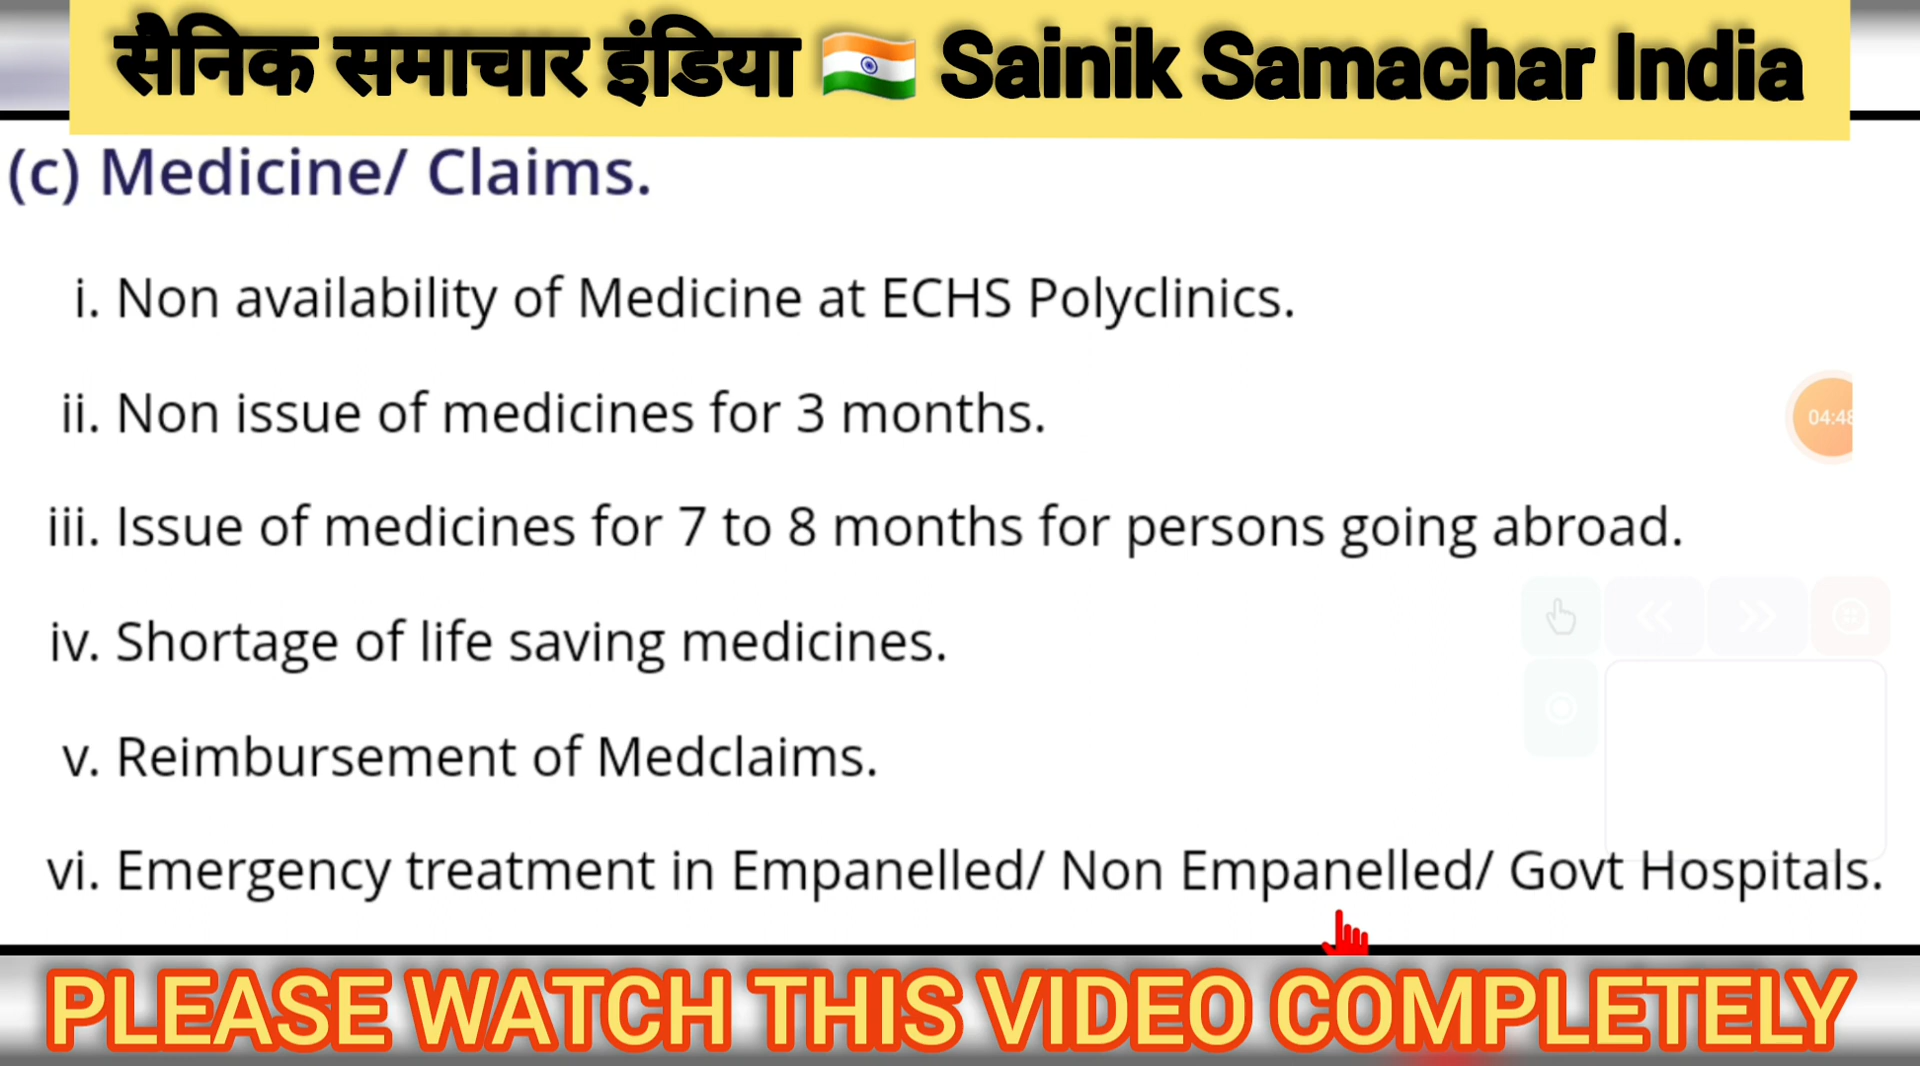 सैनिक समाचार इंडिया 🇮🇳 Sainik Samachar India
(c) Medicine/ Claims.
i. Non availability of Medicine at ECHS Polyclinics.
ii. Non issue of medicines for 3 months.
04:48
iii. Issue of medicines for 7 to 8 months for persons going abroad.
iv. Shortage of life saving medicines.
v. Reimbursement of Medclaims.
vi. Emergency treatment in Empanelled/ Non Empanelled/ Govt Hospitals.
PLEASE WATCH THIS VIDEO COMPLETELY